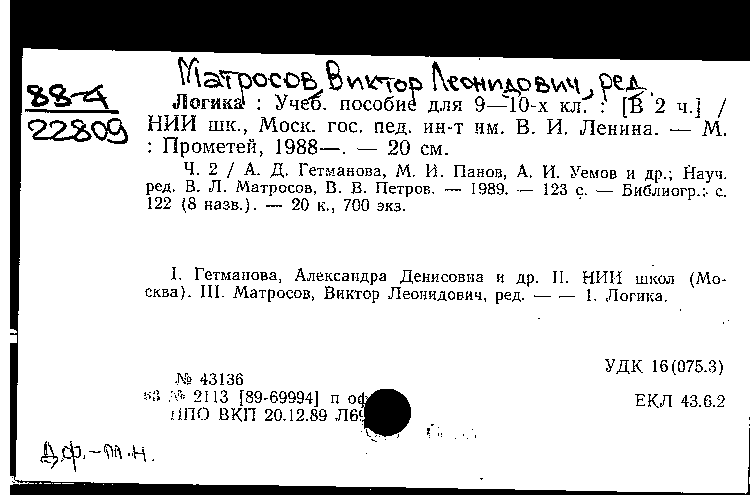 Матросов, Виктор Леонидович, ред.
88-4
22809
Логика : Учеб. пособие для 9—10-х кл. : [В 2 ч.] /
НИИ шк., Моск. гос. пед. ин-т им. В. И. Ленина. — М.
: Прометей, 1988—. — 20 см.
Ч. 2 / А. Д. Гетманова, М. И. Панов, А. И. Уемов и др.; Науч.
ред. В. Л. Матросов, В. В. Петров. — 1989. — 123 с. — Библиогр.: с.
122 (8 назв.). — 20 к., 700 экз.
I. Гетманова, Александра Денисовна и др. II. НИИ школ (Мо-
сква). III. Матросов, Виктор Леонидович, ред. — — 1. Логика.
УДК 16(075.3)
№ 43136
63 № 2113 [89-69994] п оф
ЕКЛ 43.6.2
НПО ВКП 20.12.89 Л69
Д.ф.-м.н.